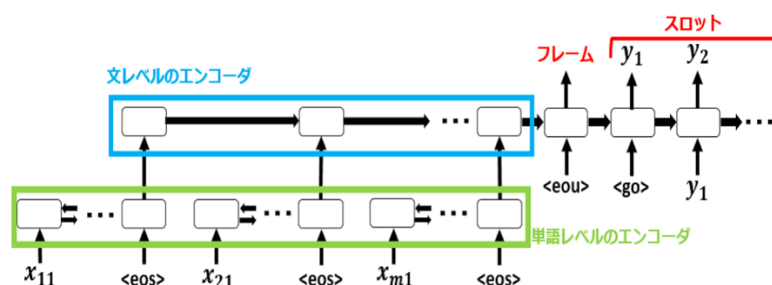 スロット
フレーム y₁ y₂
文レベルのエンコーダ
...
...
<eou> <go> y₁
... ... ...
単語レベルのエンコーダ
x₁₁ <eos> x₂₁ <eos> xₘ₁ <eos>